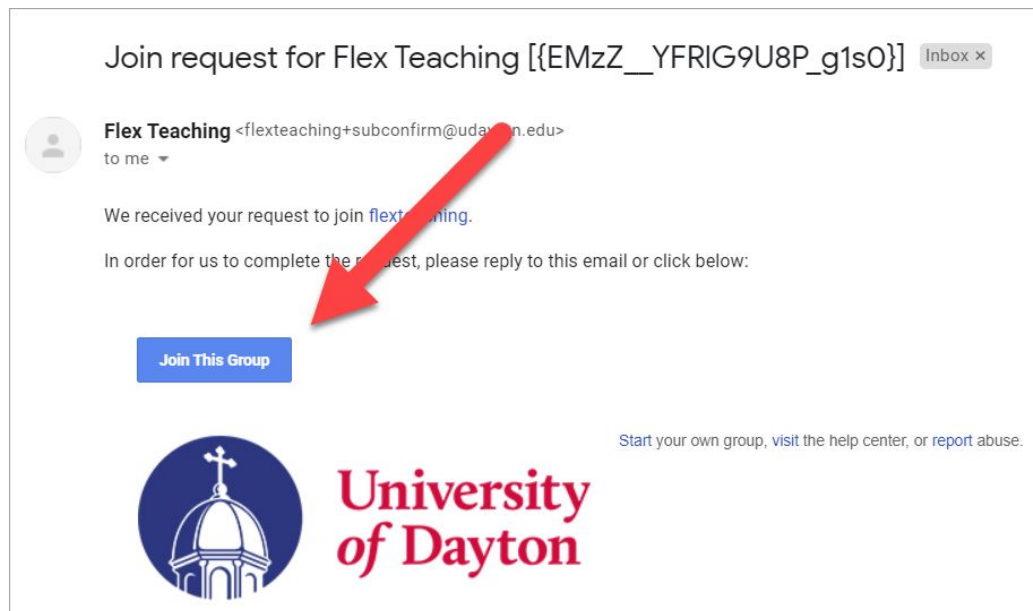 Join request for Flex Teaching [{EMzZ__YFRIG9U8P_g1s0}] Inbox ×
Flex Teaching
to me
We received your request to join
In order for us to complete the please reply to this email or click below:
Join This Group
Start your own group, visit the help center, or report abuse.
University
of Dayton